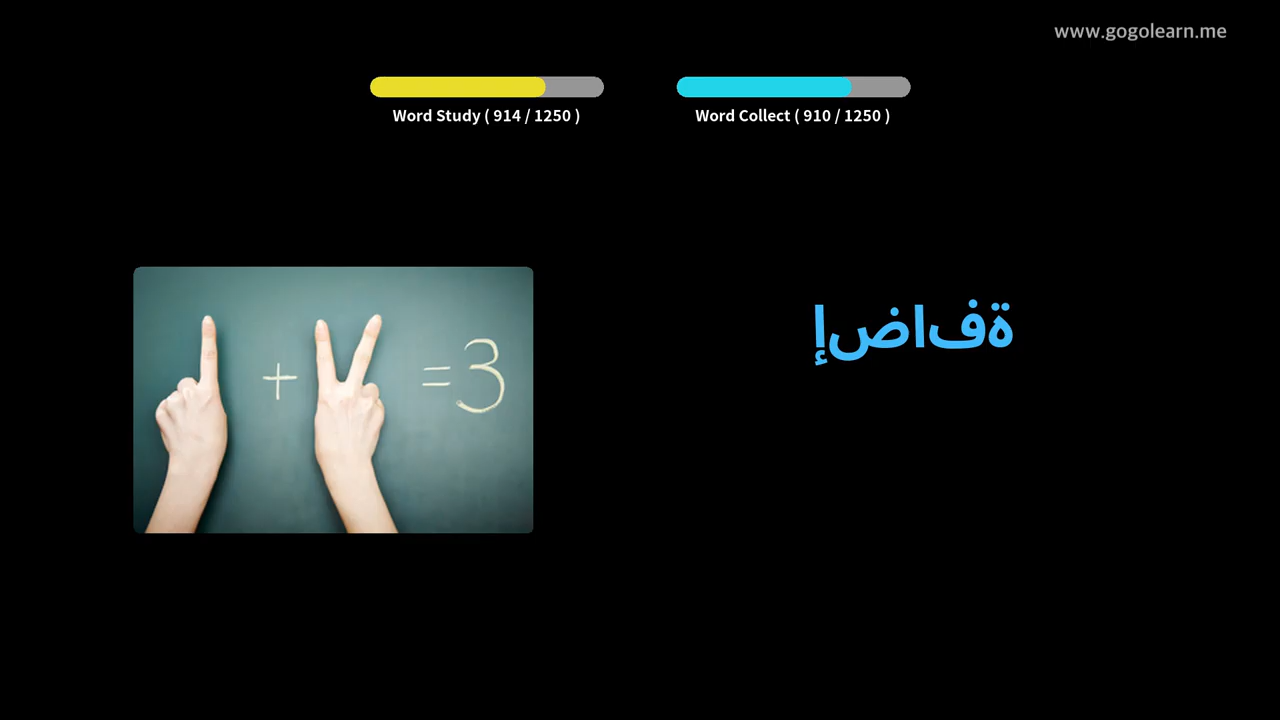 www.gogolearn.me
Word Study ( 914 / 1250 )
Word Collect ( 910 / 1250 )
إضافة
+ = 3